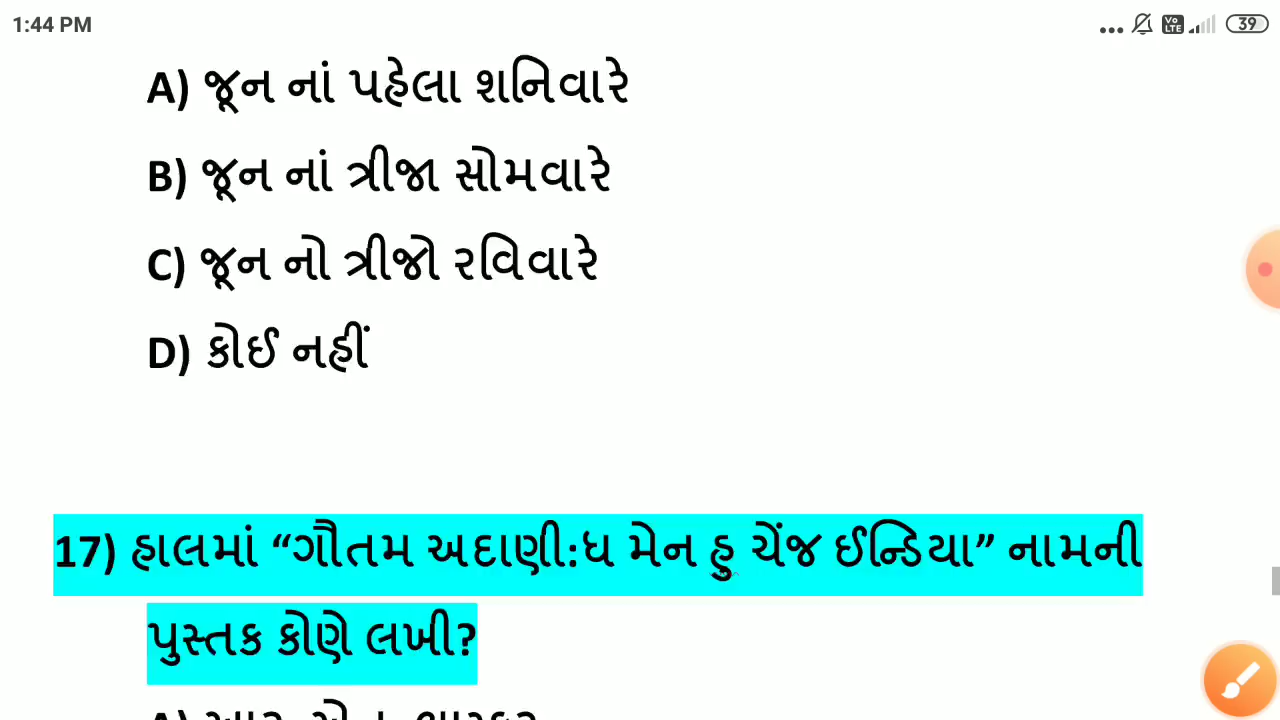 1:44 PM
39
A) જૂન નાં પહેલા શનિવારે
B) જૂન નાં ત્રીજા સોમવારે
C) જૂન નો ત્રીજો રવિવારે
D) કોઈ નહીં
17) હાલમાં “ગૌતમ અદાણી:ધ મેન હુ ચેંજ ઈન્ડિયા” નામની
પુસ્તક કોણે લખી?